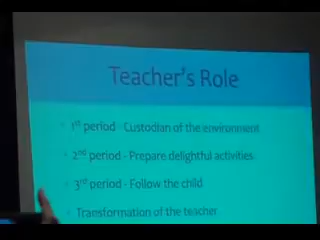 Teacher's Role
• 1st period - Custodian of the environment
• 2nd period - Prepare delightful activities
• 3rd period - Follow the child
• Transformation of the teacher